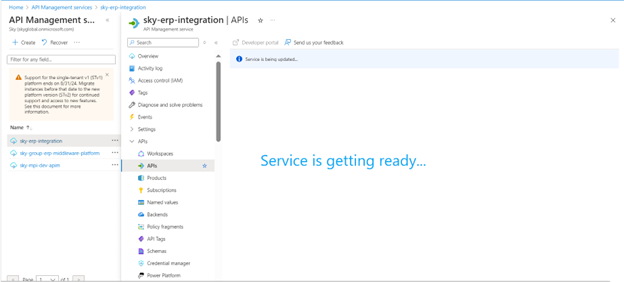 Home > API Management services > sky-erp-integration
API Management s...
Sky (skyglobal.onmicrosoft.com)
+ Create
Recover
...
Filter for any field...
Support for the single-tenant v1 (STv1)
platform ends on 8/31/24. Migrate
instances before that date to the new
platform version (STv2) for continued
support and access to new features.
See this document for more
information.
Name ↑↓
sky-erp-integration
sky-group-erp-middleware-platform
sky-mpi-dev-apim
Page 1 of 1
sky-erp-integration | APIs
API Management service
Search
Overview
Activity log
Access control (IAM)
Tags
Diagnose and solve problems
Events
Settings
APIs
Workspaces
APIs
Products
Subscriptions
Named values
Backends
Policy fragments
API Tags
Schemas
Credential manager
Power Platform
Developer portal
Send us your feedback
Service is being updated...
Service is getting ready...